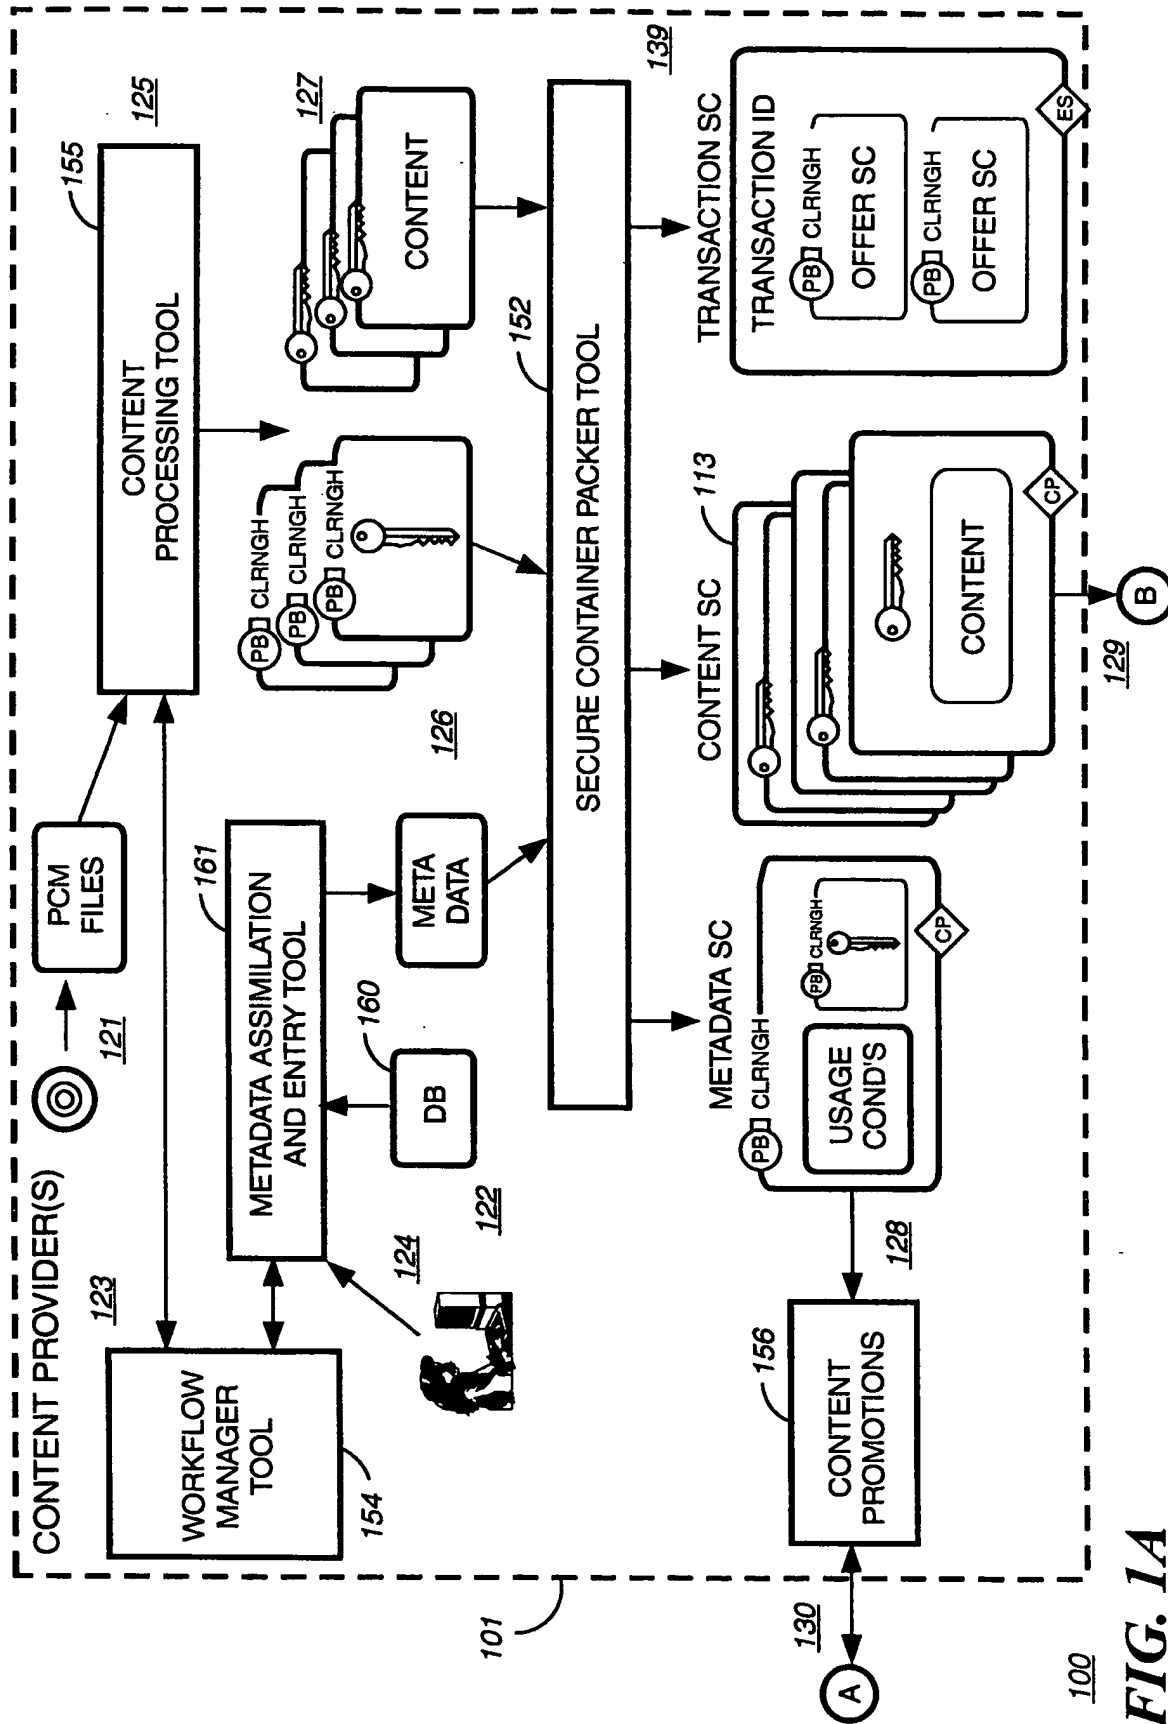 CONTENT PROVIDER(S)
121
PCM
FILES
155
CONTENT
PROCESSING TOOL
125
123
WORKFLOW
MANAGER
TOOL
154
161
METADATA ASSIMILATION
AND ENTRY TOOL
124
160
DB
122
META
DATA
126
PB CLRNGH
PB CLRNGH
PB CLRNGH
127
CONTENT
152
SECURE CONTAINER PACKER TOOL
139
METADATA SC
PB CLRNGH
USAGE
COND'S
PB CLRNGH
CP
CONTENT SC
113
CONTENT
CP
TRANSACTION SC
TRANSACTION ID
PB CLRNGH
OFFER SC
PB CLRNGH
OFFER SC
ES
128
156
CONTENT
PROMOTIONS
101
130
A
129
B
100
FIG. 1A